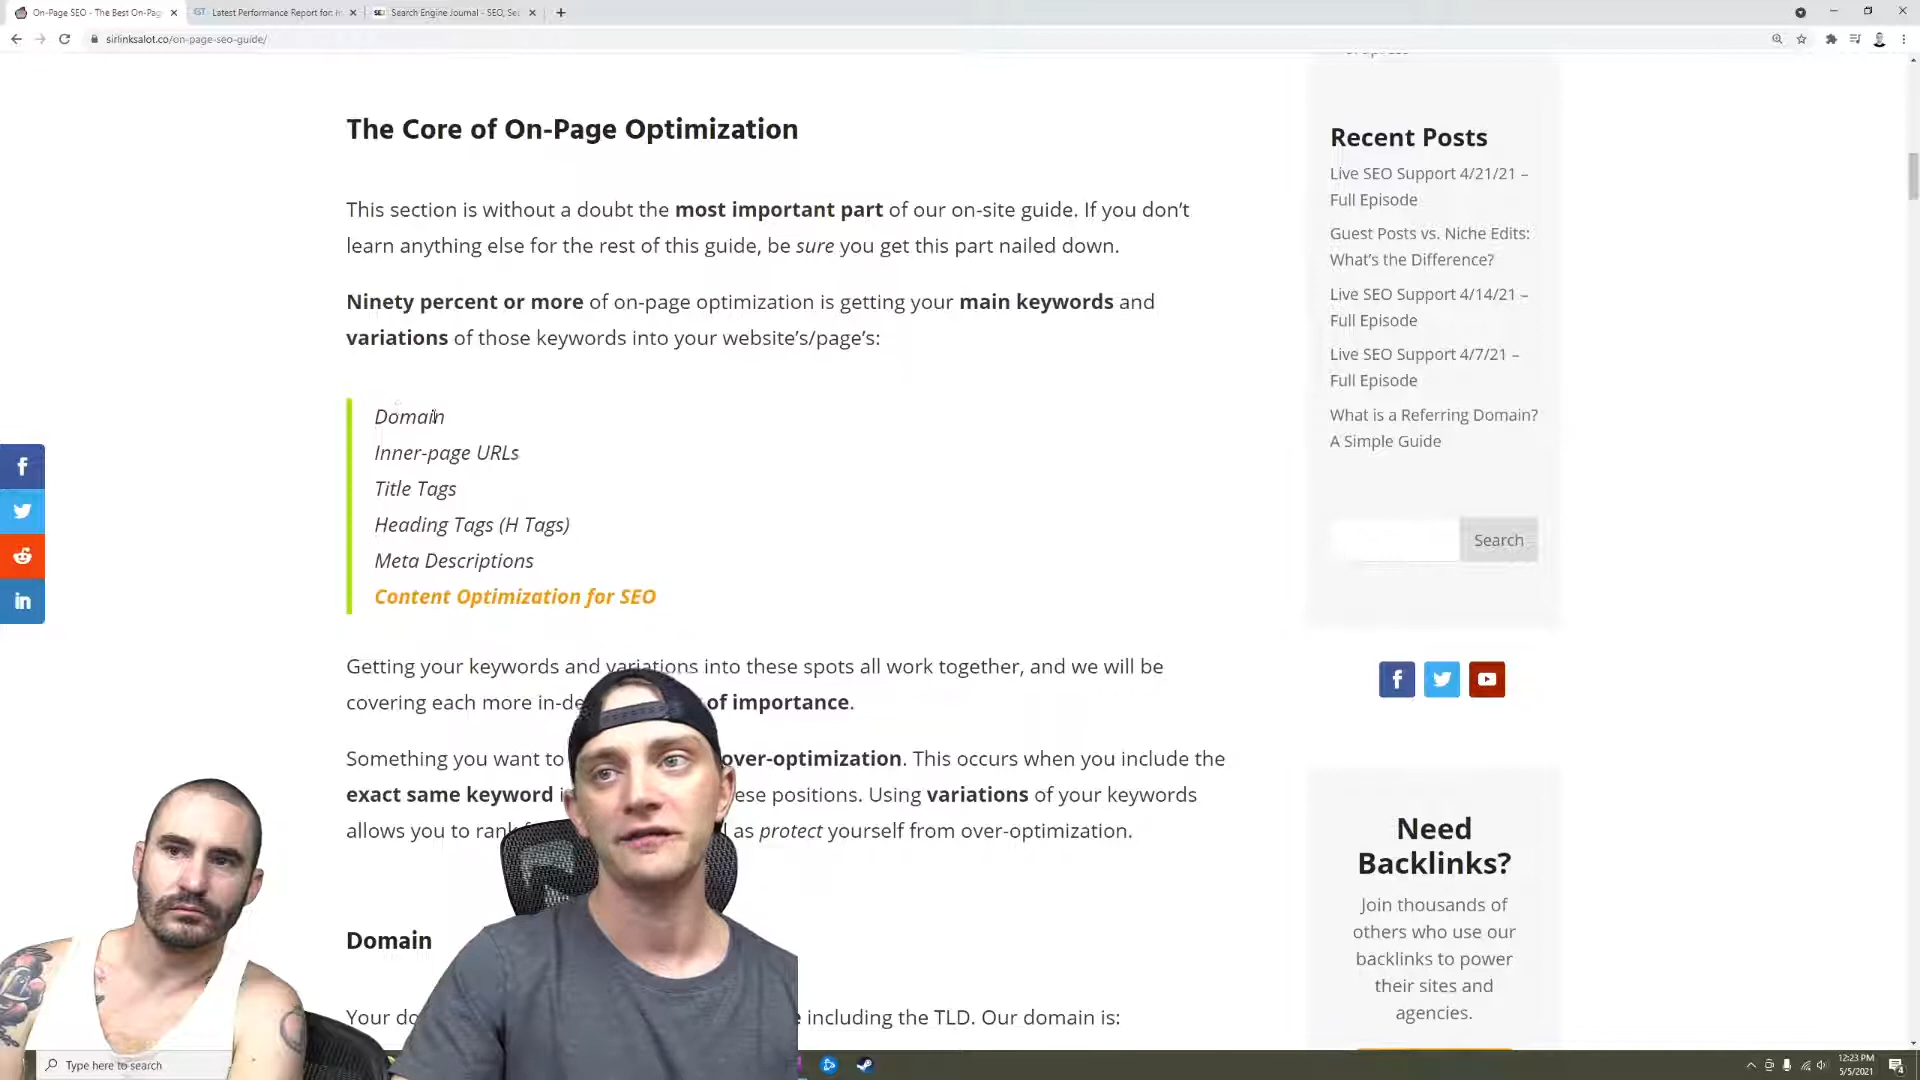 On-Page SEO - The Best On-Pag
Latest Performance Report for: h
Search Engine Journal - SEO, Se
sirlinksalot.co/on-page-seo-guide/
The Core of On-Page Optimization
This section is without a doubt the most important part of our on-site guide. If you don't
learn anything else for the rest of this guide, be sure you get this part nailed down.
Ninety percent or more of on-page optimization is getting your main keywords and
variations of those keywords into your website's/page's:
Domain
Inner-page URLs
Title Tags
Heading Tags (H Tags)
Meta Descriptions
Content Optimization for SEO
Getting your keywords and variations into these spots all work together, and we will be
covering each more in-de of importance.
Something you want to over-optimization. This occurs when you include the
exact same keyword ese positions. Using variations of your keywords
allows you to rank as protect yourself from over-optimization.
Domain
Your do including the TLD. Our domain is:
Recent Posts
Live SEO Support 4/21/21 –
Full Episode
Guest Posts vs. Niche Edits:
What's the Difference?
Live SEO Support 4/14/21 –
Full Episode
Live SEO Support 4/7/21 –
Full Episode
What is a Referring Domain?
A Simple Guide
Search
Need
Backlinks?
Join thousands of
others who use our
backlinks to power
their sites and
agencies.
Type here to search
12:23 PM
5/5/2021